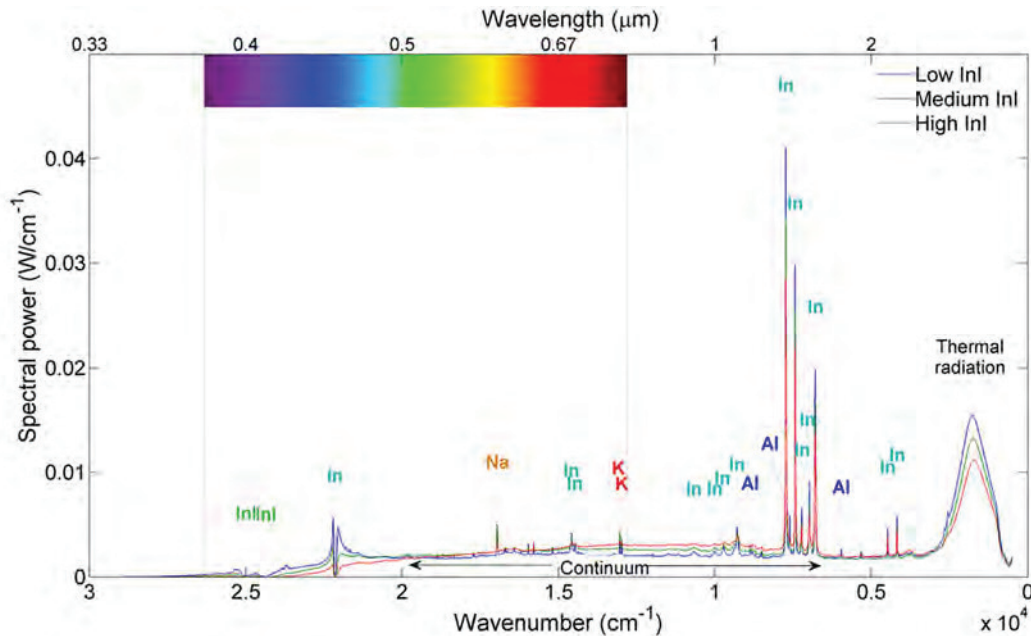 Wavelength (μm)
0.33 0.4 0.5 0.67 1 2
Low InI
Medium InI
High InI
In
In
In
Thermal
radiation
In
In
In
In
In
In
In
In
In
In
In
Al
Al
Al
K
K
Na
In
InI InI
Continuum
0.04
0.03
0.02
0.01
0
Spectral power (W/cm⁻¹)
3 2.5 2 1.5 1 0.5 0
x 10⁴
Wavenumber (cm⁻¹)